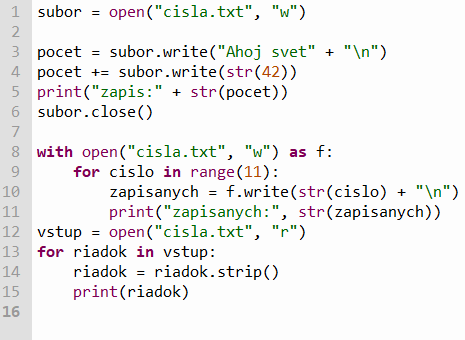 1 subor = open("cisla.txt", "w")
2
3 pocet = subor.write("Ahoj svet" + "\n")
4 pocet += subor.write(str(42))
5 print("zapis:" + str(pocet))
6 subor.close()
7
8 with open("cisla.txt", "w") as f:
9     for cislo in range(11):
10         zapisanych = f.write(str(cislo) + "\n")
11         print("zapisanych:", str(zapisanych))
12 vstup = open("cisla.txt", "r")
13 for riadok in vstup:
14     riadok = riadok.strip()
15     print(riadok)
16